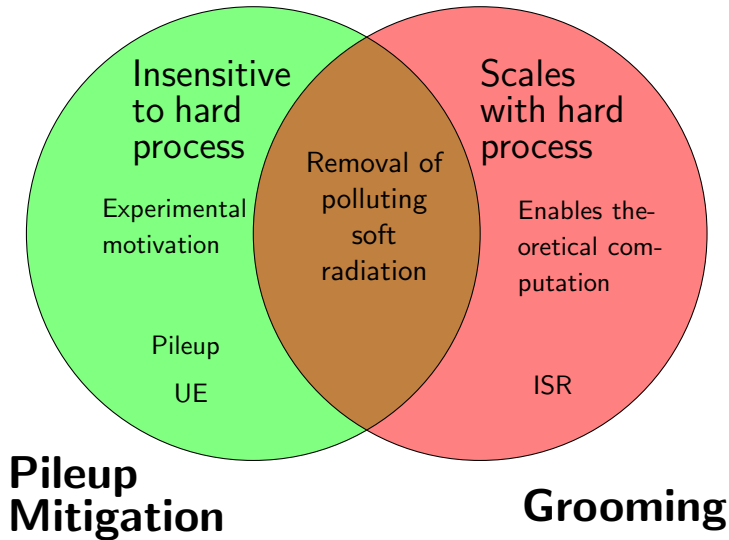 Insensitive
to hard
process
Experimental
motivation
Pileup
UE
Removal of
polluting
soft
radiation
Scales
with hard
process
Enables the-
oretical com-
putation
ISR
Pileup
Mitigation
Grooming